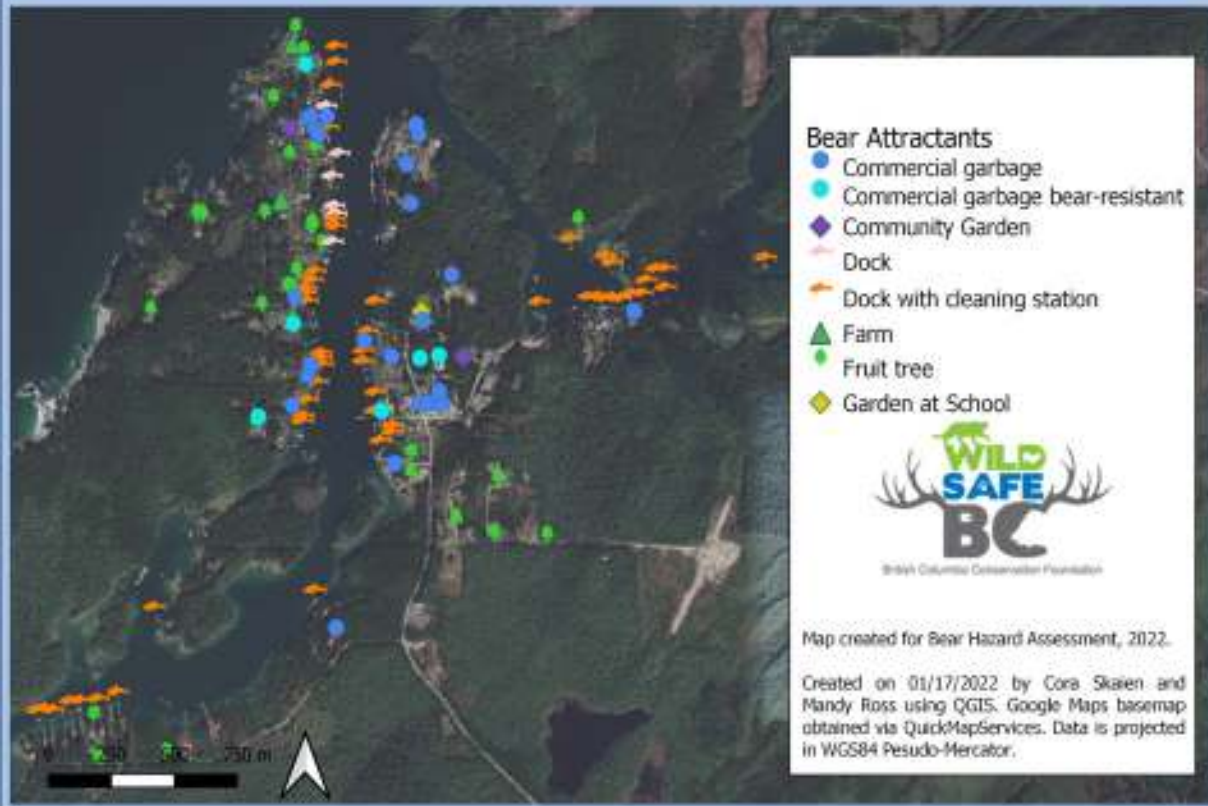 Bear Attractants
Commercial garbage
Commercial garbage bear-resistant
Community Garden
Dock
Dock with cleaning station
Farm
Fruit tree
Garden at School
WILD
SAFE
BC
British Columbia Conservation Foundation
Map created for Bear Hazard Assessment, 2022.
Created on 01/17/2022 by Cora Skaien and
Mandy Ross using QGIS. Google Maps basemap
obtained via QuickMapServices. Data is projected
in WGS84 Pesudo-Mercator.
0 250 500 750 m